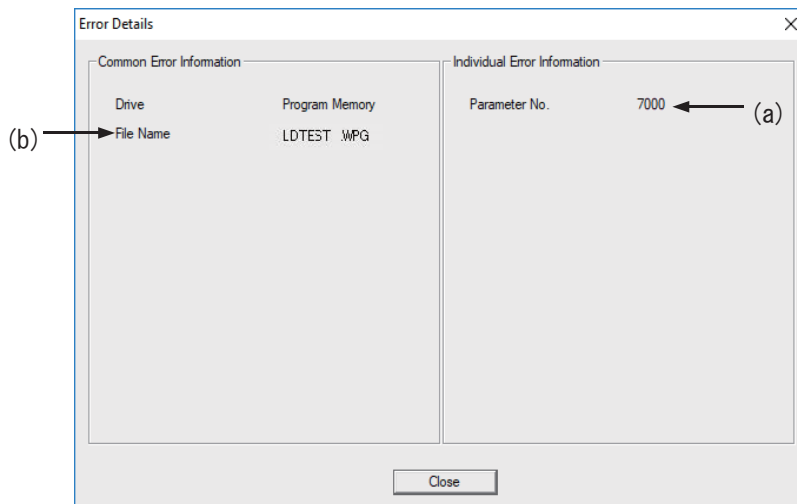 Error Details
Common Error Information
Drive Program Memory
File Name LDTEST .WPG
Individual Error Information
Parameter No. 7000
(a)
(b)
Close